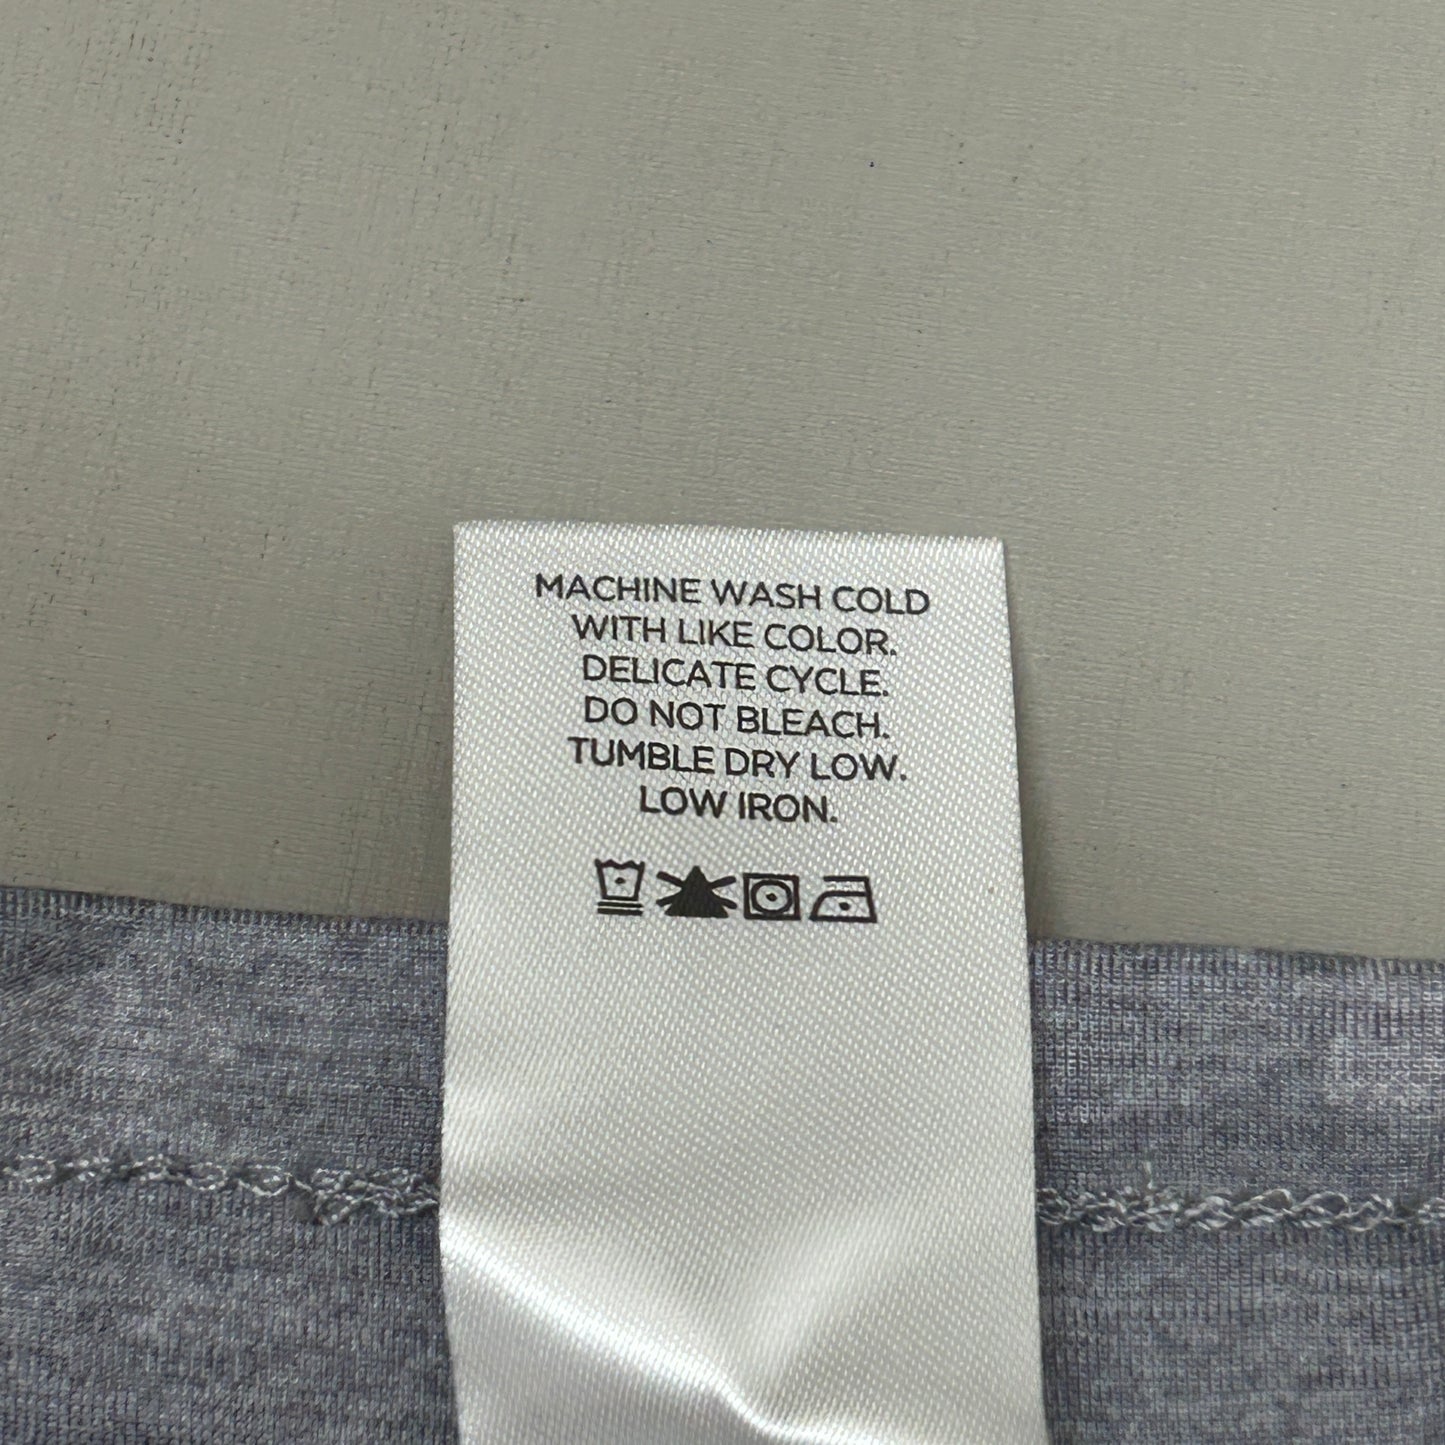 MACHINE WASH COLD
WITH LIKE COLOR.
DELICATE CYCLE.
DO NOT BLEACH.
TUMBLE DRY LOW.
LOW IRON.